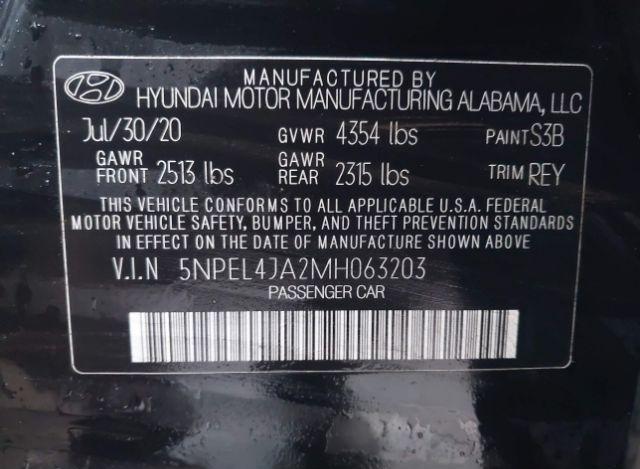 MANUFACTURED BY
HYUNDAI MOTOR MANUFACTURING ALABAMA, LLC
Jul/30/20 GVWR 4354 lbs PAINT S3B
GAWR FRONT 2513 lbs GAWR REAR 2315 lbs TRIM REY
THIS VEHICLE CONFORMS TO ALL APPLICABLE U.S.A. FEDERAL
MOTOR VEHICLE SAFETY, BUMPER, AND THEFT PREVENTION STANDARDS
IN EFFECT ON THE DATE OF MANUFACTURE SHOWN ABOVE
V.I.N 5NPEL4JA2MH063203
PASSENGER CAR